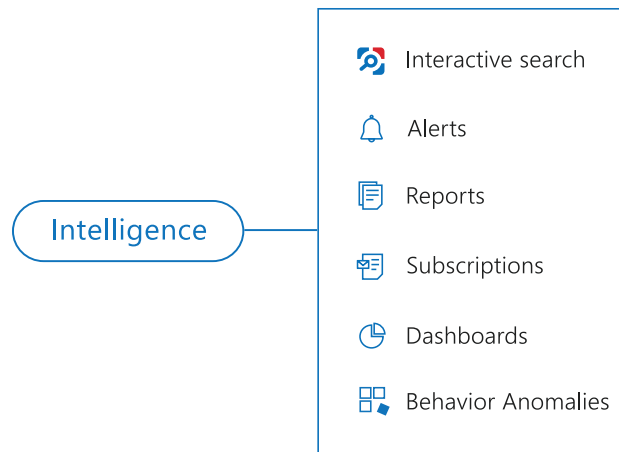 Intelligence
Interactive search
Alerts
Reports
Subscriptions
Dashboards
Behavior Anomalies